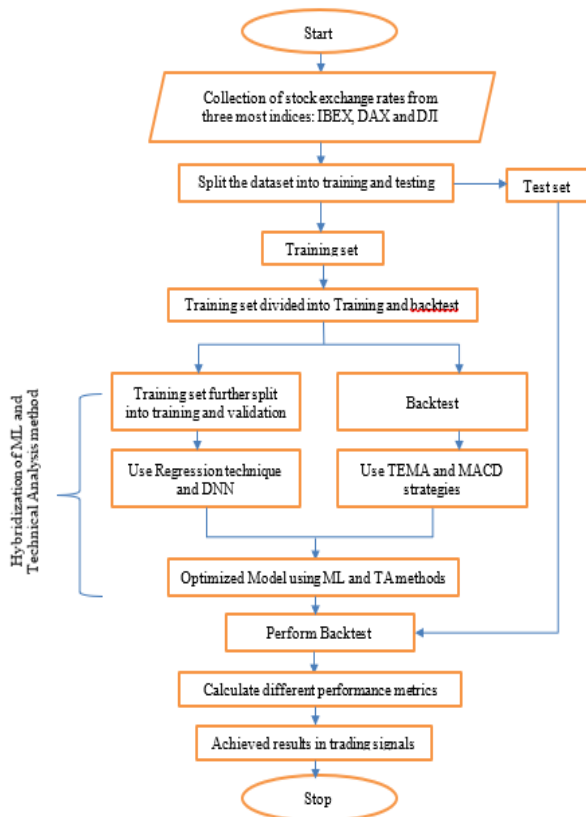 Start
Collection of stock exchange rates from
three most indices: IBEX, DAX and DJI
Split the dataset into training and testing
Test set
Training set
Training set divided into Training and backtest
Training set further split
into training and validation
Backtest
Use Regression technique
and DNN
Use TEMA and MACD
strategies
Hybridization of ML and
Technical Analysis method
Optimized Model using ML and TA methods
Perform Backtest
Calculate different performance metrics
Achieved results in trading signals
Stop